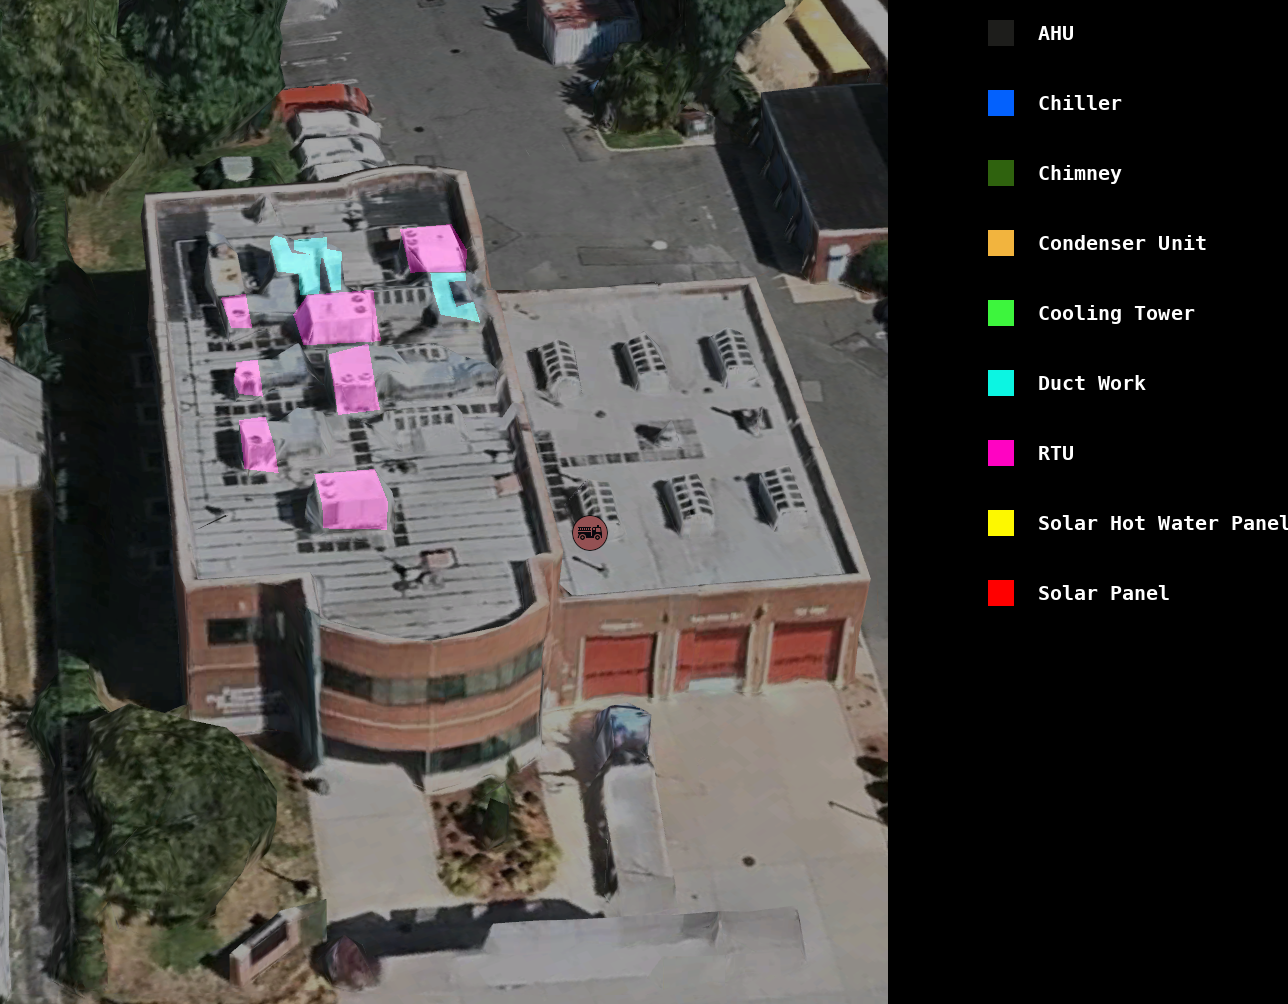 AHU
Chiller
Chimney
Condenser Unit
Cooling Tower
Duct Work
RTU
Solar Hot Water Panel
Solar Panel